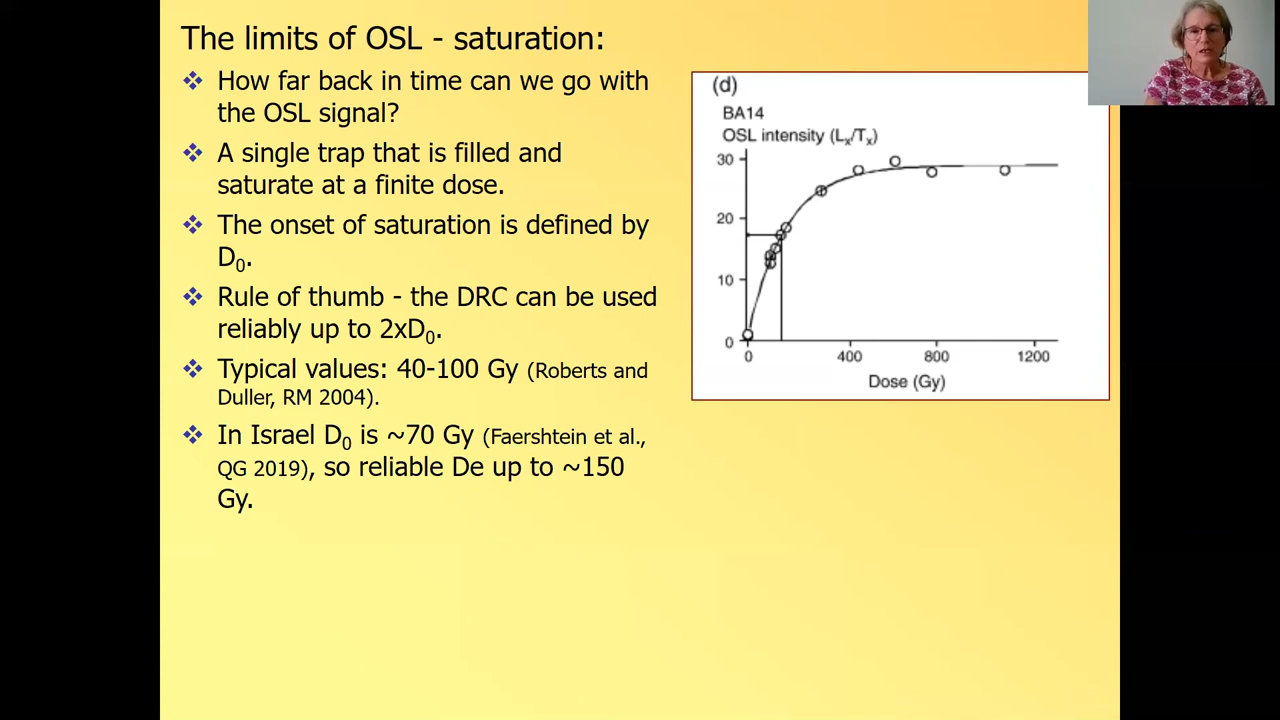 The limits of OSL - saturation:
❖ How far back in time can we go with
the OSL signal?
❖ A single trap that is filled and
saturate at a finite dose.
❖ The onset of saturation is defined by
D₀.
❖ Rule of thumb - the DRC can be used
reliably up to 2xD₀.
❖ Typical values: 40-100 Gy (Roberts and
Duller, RM 2004).
❖ In Israel D₀ is ~70 Gy (Faershtein et al.,
QG 2019), so reliable De up to ~150
Gy.
(d)
BA14
OSL intensity (Lₓ/Tₓ)
30
20
10
0
0 400 800 1200
Dose (Gy)